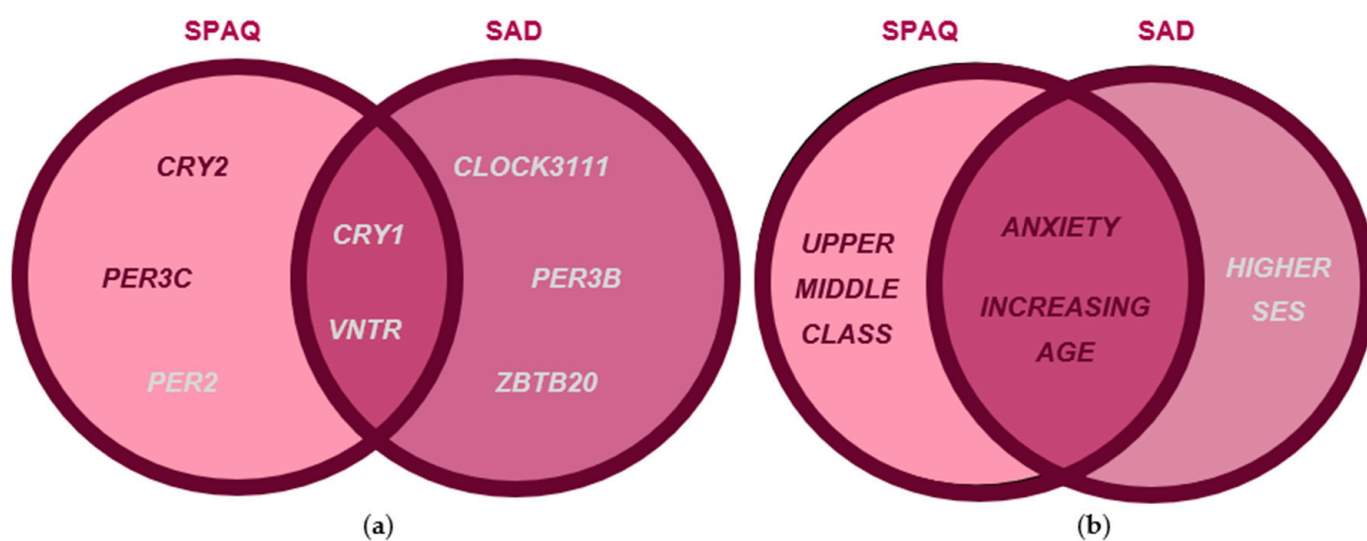 SPAQ
SAD
CRY2
CLOCK3111
CRY1
PER3C
PER3B
VNTR
PER2
ZBTB20
(a)
SPAQ
SAD
UPPER
MIDDLE
CLASS
ANXIETY
INCREASING
AGE
HIGHER
SES
(b)